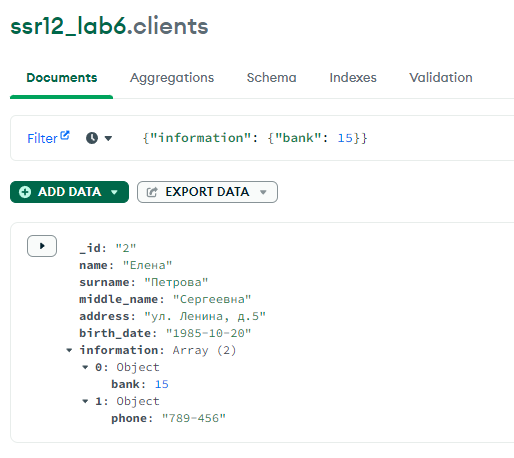 ssr12_lab6.clients
Documents Aggregations Schema Indexes Validation
Filter {"information": {"bank": 15}}
ADD DATA EXPORT DATA
_id: "2"
name: "Елена"
surname: "Петрова"
middle_name: "Сергеевна"
address: "ул. Ленина, д.5"
birth_date: "1985-10-20"
information: Array (2)
0: Object
bank: 15
1: Object
phone: "789-456"